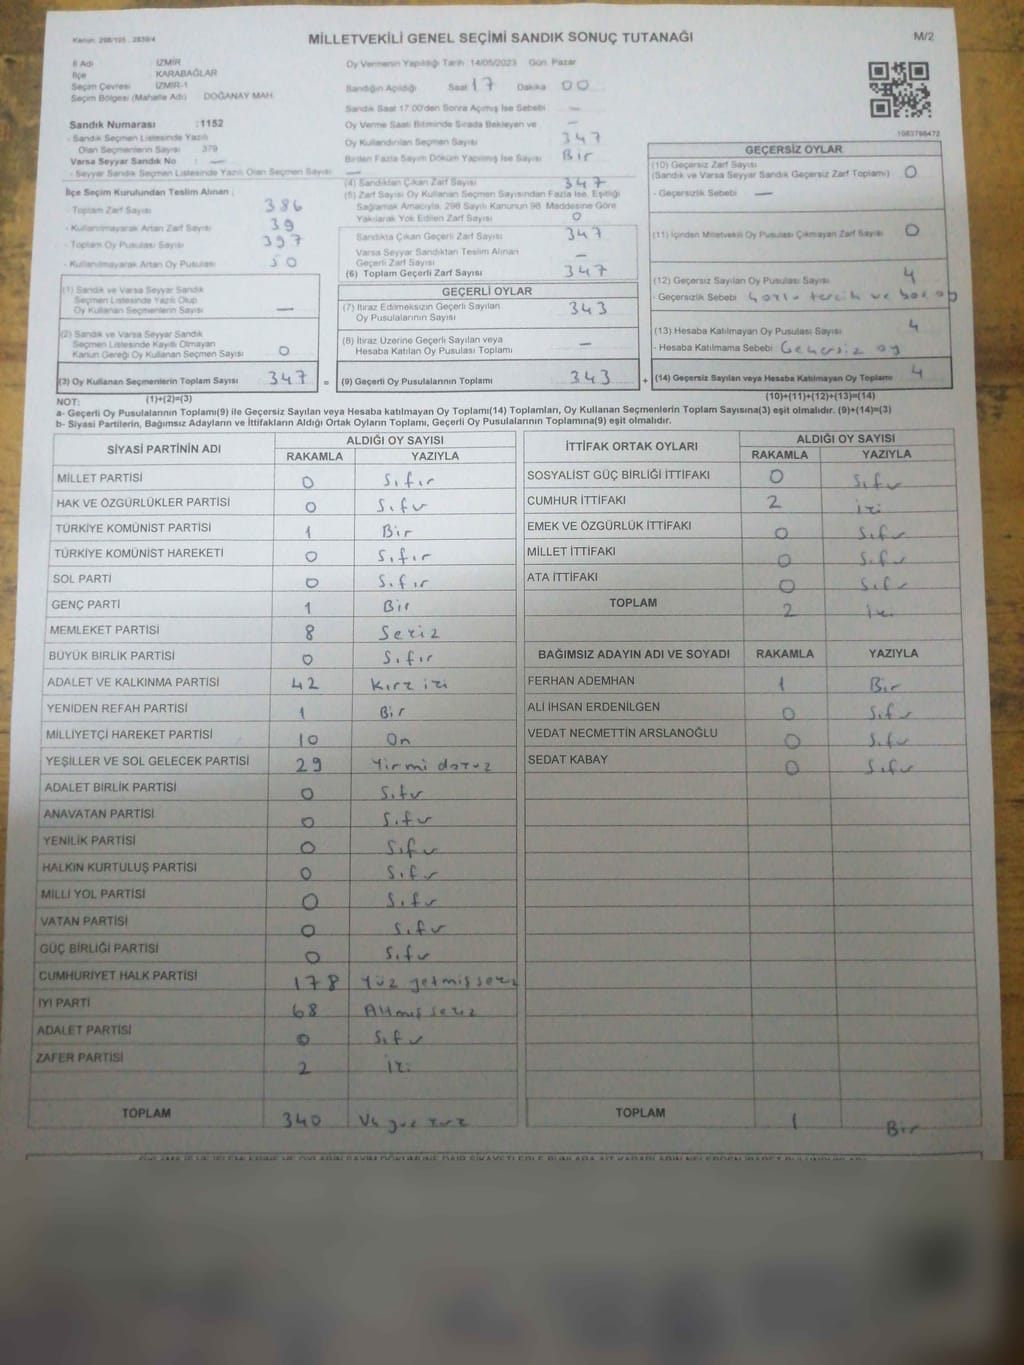 Kanun: 298/105, 2839/4
MİLLETVEKİLİ GENEL SEÇİMİ SANDIK SONUÇ TUTANAĞI
M/2
İl Adı İZMİR
İlçe KARABAĞLAR
Seçim Çevresi İZMİR-1
Seçim Bölgesi (Mahalle Adı) DOĞANAY MAH.
Sandık Numarası :1152
- Sandık Seçmen Listesinde Yazılı
Olan Seçmenlerin Sayısı 379
Varsa Seyyar Sandık No : —
- Seyyar Sandık Seçmen Listesinde Yazılı Olan Seçmen Sayısı —
İlçe Seçim Kurulundan Teslim Alınan ;
- Toplam Zarf Sayısı 386
- Kullanılmayarak Artan Zarf Sayısı 39
- Toplam Oy Pusulası Sayısı 397
- Kullanılmayarak Artan Oy Pusulası 50
Oy Vermenin Yapıldığı Tarih 14/05/2023 Gün Pazar
Sandığın Açıldığı Saat 17 Dakika 00
Sandık Saat 17.00'den Sonra Açılmış İse Sebebi —
Oy Verme Saati Bitiminde Sırada Bekleyen ve —
Oy Kullandırılan Seçmen Sayısı 347
Birden Fazla Sayım Döküm Yapılmış İse Sayısı Bir
(4) Sandıktan Çıkan Zarf Sayısı 347
(5) Zarf Sayısı Oy Kullanan Seçmen Sayısından Fazla İse, Eşitliği
Sağlamak Amacıyla, 298 Sayılı Kanunun 98. Maddesine Göre
Yakılarak Yok Edilen Zarf Sayısı 0
Sandıkta Çıkan Geçerli Zarf Sayısı 347
Varsa Seyyar Sandıktan Teslim Alınan
Geçerli Zarf Sayısı —
(6) Toplam Geçerli Zarf Sayısı 347
1083798472
GEÇERSİZ OYLAR
(10) Geçersiz Zarf Sayısı
(Sandık ve Varsa Seyyar Sandık Geçersiz Zarf Toplamı) 0
- Geçersizlik Sebebi —
(11) İçinden Milletvekili Oy Pusulası Çıkmayan Zarf Sayısı 0
(12) Geçersiz Sayılan Oy Pusulası Sayısı 4
- Geçersizlik Sebebi tercih ve
(13) Hesaba Katılmayan Oy Pusulası Sayısı 4
- Hesaba Katılmama Sebebi Geçersiz oy
(14) Geçersiz Sayılan veya Hesaba Katılmayan Oy Toplamı 4
(1) Sandık ve Varsa Seyyar Sandık
Seçmen Listesinde Yazılı Olup
Oy Kullanan Seçmenlerin Sayısı —
(2) Sandık ve Varsa Seyyar Sandık
Seçmen Listesinde Kayıtlı Olmayan
Kanun Gereği Oy Kullanan Seçmen Sayısı 0
(3) Oy Kullanan Seçmenlerin Toplam Sayısı 347 =
GEÇERLİ OYLAR
(7) İtiraz Edilmeksizin Geçerli Sayılan
Oy Pusulalarının Sayısı 343
(8) İtiraz Üzerine Geçerli Sayılan veya
Hesaba Katılan Oy Pusulası Toplamı —
(9) Geçerli Oy Pusulalarının Toplamı 343 +
NOT: (1)+(2)=(3) (10)+(11)+(12)+(13)=(14)
a- Geçerli Oy Pusulalarının Toplamı(9) ile Geçersiz Sayılan veya Hesaba katılmayan Oy Toplamı(14) Toplamları, Oy Kullanan Seçmenlerin Toplam Sayısına(3) eşit olmalıdır. (9)+(14)=(3)
b- Siyasi Partilerin, Bağımsız Adayların ve İttifakların Aldığı Ortak Oyların Toplamı, Geçerli Oy Pusulalarının Toplamına(9) eşit olmalıdır.
SİYASİ PARTİNİN ADI ALDIĞI OY SAYISI
RAKAMLA YAZIYLA
MİLLET PARTİSİ 0 Sıfır
HAK VE ÖZGÜRLÜKLER PARTİSİ 0 Sıfır
TÜRKİYE KOMÜNİST PARTİSİ 1 Bir
TÜRKİYE KOMÜNİST HAREKETİ 0 Sıfır
SOL PARTİ 0 Sıfır
GENÇ PARTİ 1 Bir
MEMLEKET PARTİSİ 8 Sekiz
BÜYÜK BİRLİK PARTİSİ 0 Sıfır
ADALET VE KALKINMA PARTİSİ 42 Kırk iki
YENİDEN REFAH PARTİSİ 1 Bir
MİLLİYETÇİ HAREKET PARTİSİ 10 On
YEŞİLLER VE SOL GELECEK PARTİSİ 29 Yirmi dokuz
ADALET BİRLİK PARTİSİ 0 Sıfır
ANAVATAN PARTİSİ 0 Sıfır
YENİLİK PARTİSİ 0 Sıfır
HALKIN KURTULUŞ PARTİSİ 0 Sıfır
MİLLİ YOL PARTİSİ 0 Sıfır
VATAN PARTİSİ 0 Sıfır
GÜÇ BİRLİĞİ PARTİSİ 0 Sıfır
CUMHURİYET HALK PARTİSİ 178 Yüz yetmiş sekiz
İYİ PARTİ 68 Altmış sekiz
ADALET PARTİSİ 0 Sıfır
ZAFER PARTİSİ 2 İki
TOPLAM 340 Üç yüz kırk
İTTİFAK ORTAK OYLARI ALDIĞI OY SAYISI
RAKAMLA YAZIYLA
SOSYALİST GÜÇ BİRLİĞİ İTTİFAKI 0 Sıfır
CUMHUR İTTİFAKI 2 iki
EMEK VE ÖZGÜRLÜK İTTİFAKI 0 Sıfır
MİLLET İTTİFAKI 0 Sıfır
ATA İTTİFAKI 0 Sıfır
TOPLAM 2 iki
BAĞIMSIZ ADAYIN ADI VE SOYADI RAKAMLA YAZIYLA
FERHAN ADEMHAN 1 Bir
ALİ İHSAN ERDENİLGEN 0 Sıfır
VEDAT NECMETTİN ARSLANOĞLU 0 Sıfır
SEDAT KABAY 0 Sıfır
TOPLAM 1 Bir